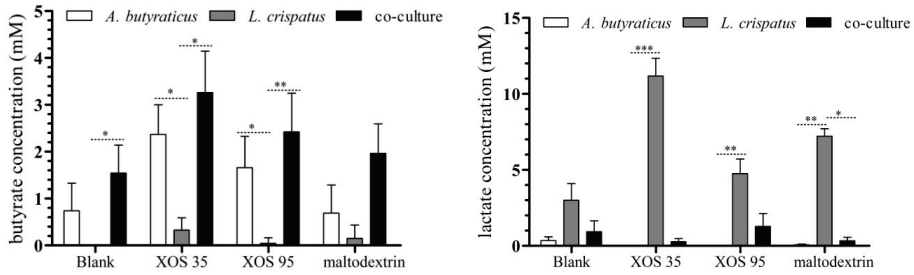 A. butyraticus L. crispatus co-culture
butyrate concentration (mM)
5
4
3
2
1
0
* * * * **
Blank XOS 35 XOS 95 maltodextrin
A. butyraticus L. crispatus co-culture
lactate concentration (mM)
15
10
5
0
*** ** ** *
Blank XOS 35 XOS 95 maltodextrin